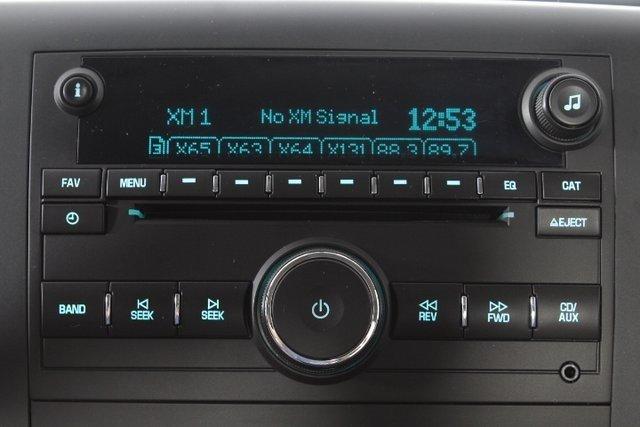 i
XM 1 No XM Signal 12:53
3 X65 X63 X64 X131 88.3 89.7
FAV MENU EQ CAT
EJECT
BAND SEEK SEEK REV FWD CD/
AUX